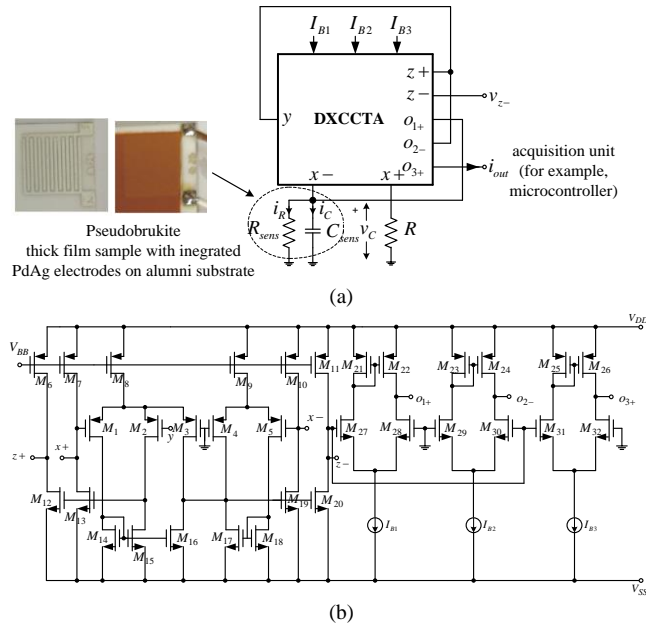 I_B1 I_B2 I_B3
DXCCTA
y
z+
z−
o_1+
o_2−
o_3+
x− x+
v_z−
i_out
acquisition unit
(for example,
microcontroller)
i_R i_C
R_sens C_sens
+
v_C
-
R
Pseudobrukite
thick film sample with inegrated
PdAg electrodes on alumni substrate
(a)
V_BB
V_DD
M_6 M_7 M_8 M_9 M_10 M_11 M_21 M_22 M_23 M_24 M_25 M_26
o_1+ o_2− o_3+
M_1 M_2 y M_3 M_4 M_5 x− M_27 M_28 M_29 M_30 M_31 M_32
z+ x+ z−
M_12 M_13 M_19 M_20
M_14 M_15 M_16 M_17 M_18
I_B1 I_B2 I_B3
V_SS
(b)